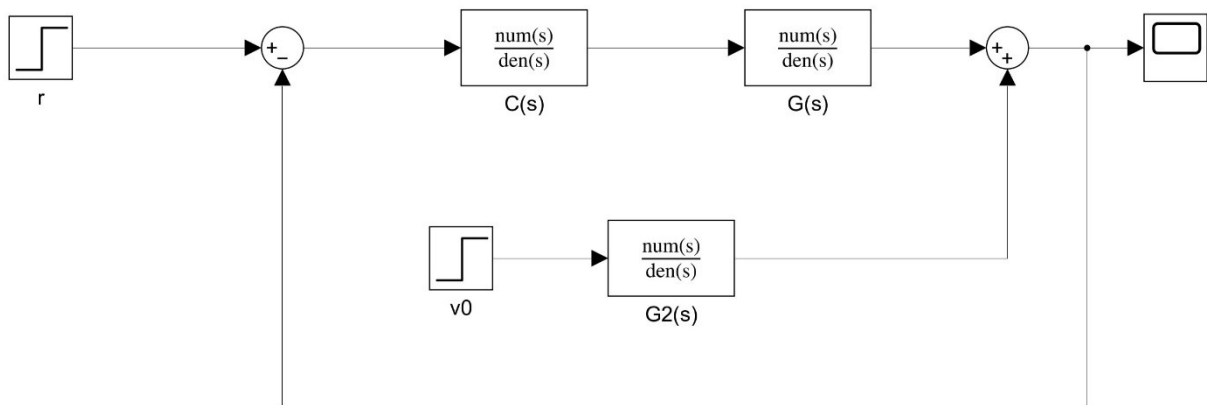 r
+
−
num(s)
den(s)
C(s)
num(s)
den(s)
G(s)
+
+
v0
num(s)
den(s)
G2(s)